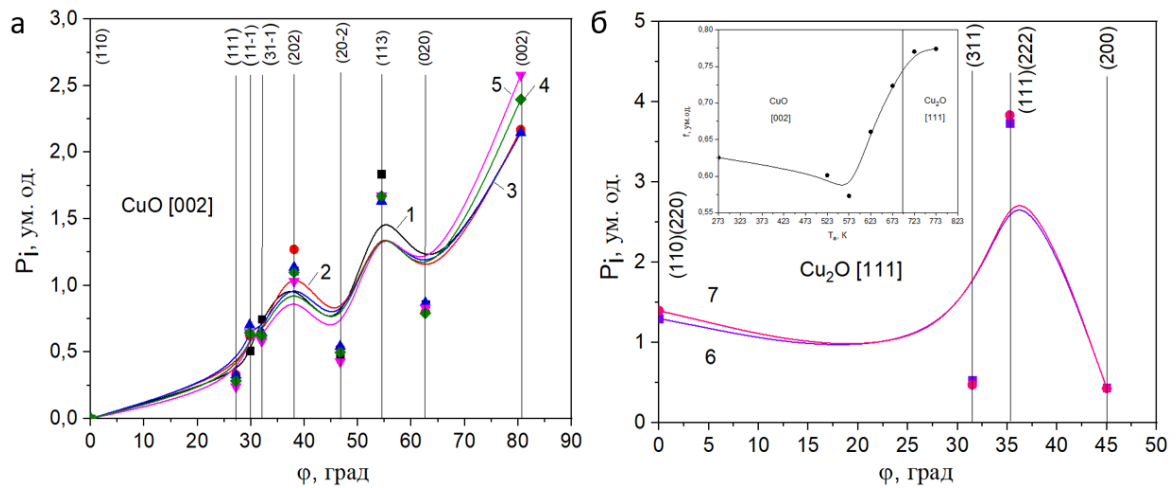 а
3,0
2,5
2,0
1,5
1,0
0,5
0,0
Pi, ум. од.
(110)
(111)
(11-1)
(31-1)
(202)
(20-2)
(113)
(020)
(002)
CuO [002]
1
2
3
4
5
0 10 20 30 40 50 60 70 80 90
φ, град
б
5
4
3
2
1
0
Pi, ум. од.
(110)(220)
(311)
(111)(222)
(200)
Cu₂O [111]
7
6
0 5 10 15 20 25 30 35 40 45 50
φ, град
0,80
0,75
0,70
0,65
0,60
0,55
f, ум.од.
CuO
[002]
Cu₂O
[111]
273 323 373 423 473 523 573 623 673 723 773 823